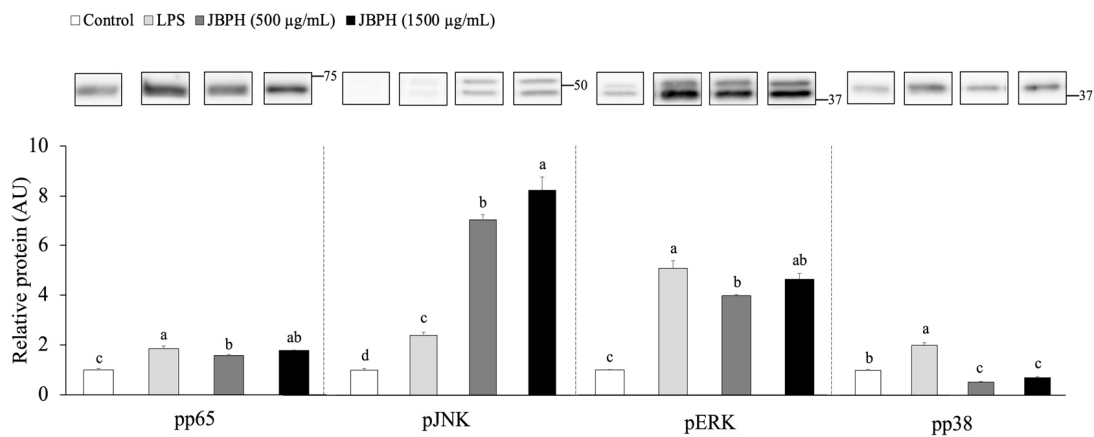 Control LPS JBPH (500 µg/mL) JBPH (1500 µg/mL)
75
50
37
37
Relative protein (AU)
10
8
6
4
2
0
c a b ab
d c b a
c a b ab
b a c c
pp65 pJNK pERK pp38